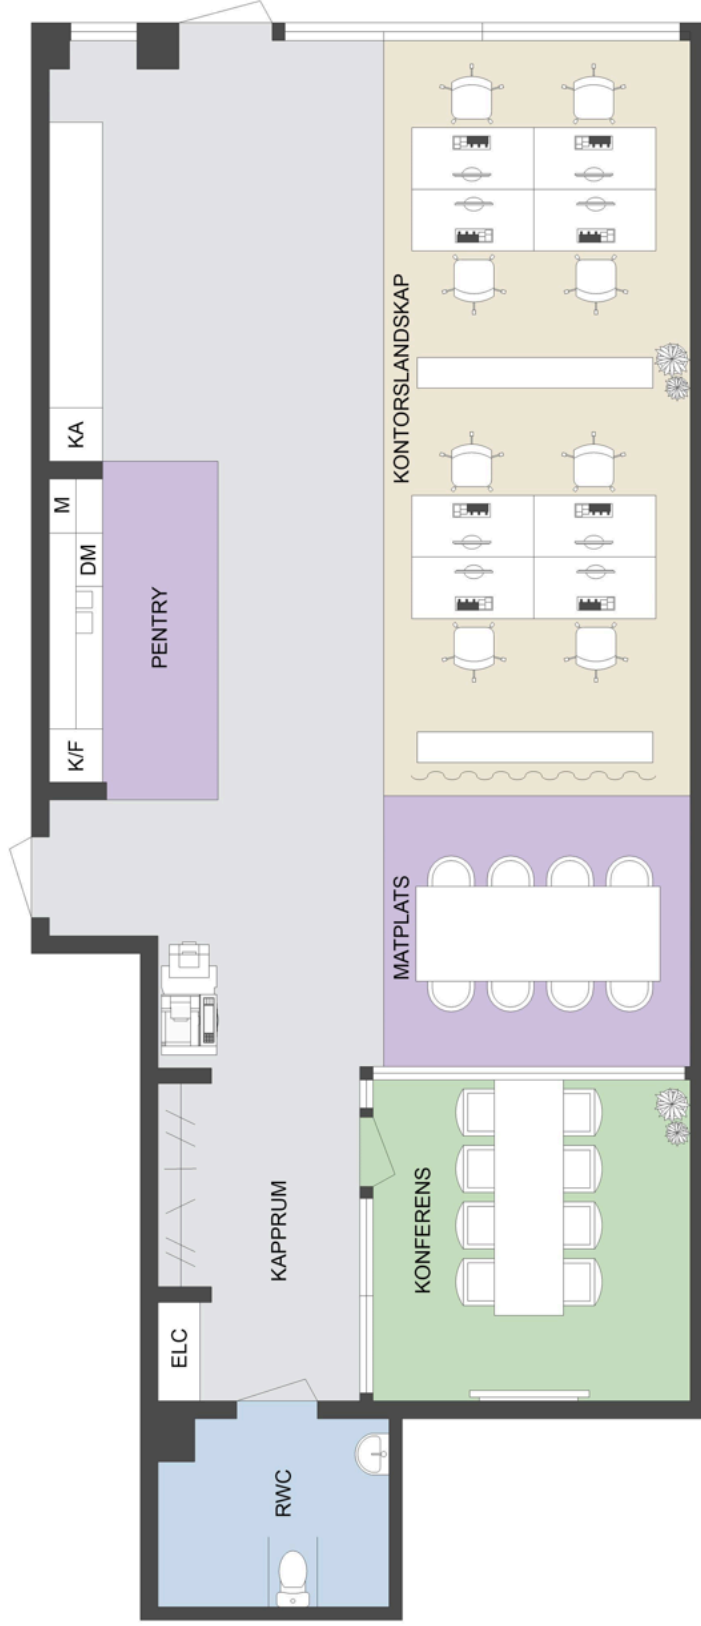 KONTORSLANDSKAP
KA
M
DM
PENTRY
K/F
MATPLATS
KAPPRUM
KONFERENS
ELC
RWC